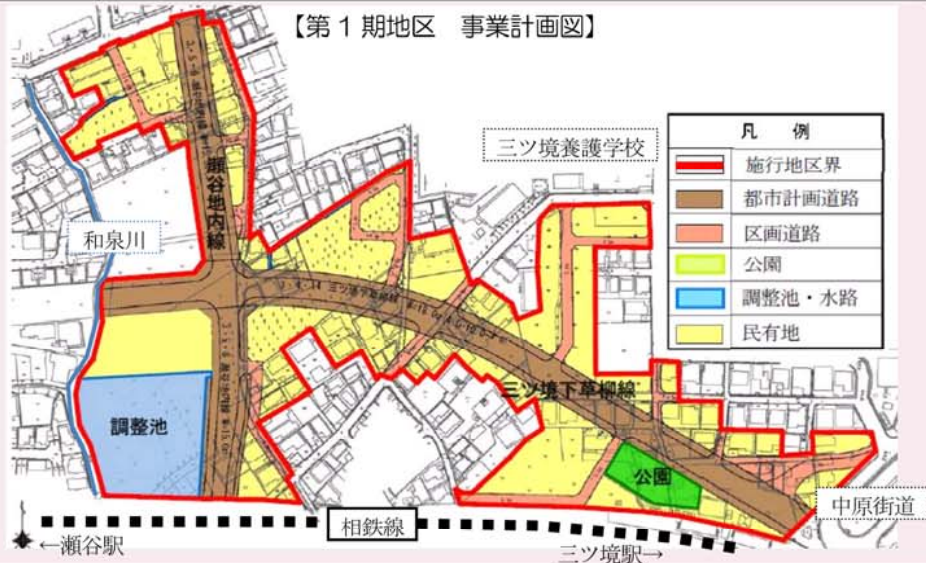 【第1期地区　事業計画図】
三ツ境養護学校
凡　例
施行地区界
都市計画道路
区画道路
公園
調整池・水路
民有地
瀬谷地内線
和泉川
三ツ境下草柳線
調整池
公園
中原街道
相鉄線
←瀬谷駅
三ツ境駅→